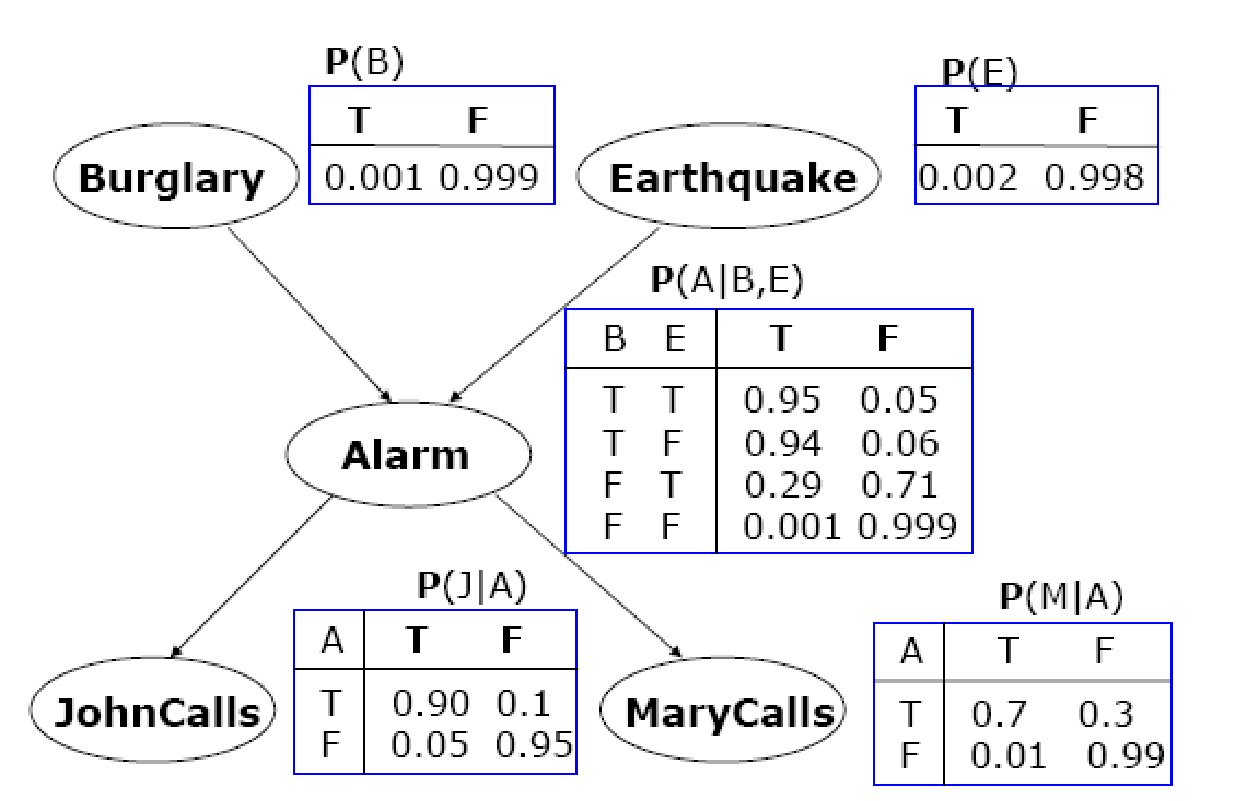 P(B)
T F
0.001 0.999
Burglary
P(E)
T F
0.002 0.998
Earthquake
P(A|B,E)
B E T F
T T 0.95 0.05
T F 0.94 0.06
F T 0.29 0.71
F F 0.001 0.999
Alarm
P(J|A)
A T F
T 0.90 0.1
F 0.05 0.95
JohnCalls
P(M|A)
A T F
T 0.7 0.3
F 0.01 0.99
MaryCalls